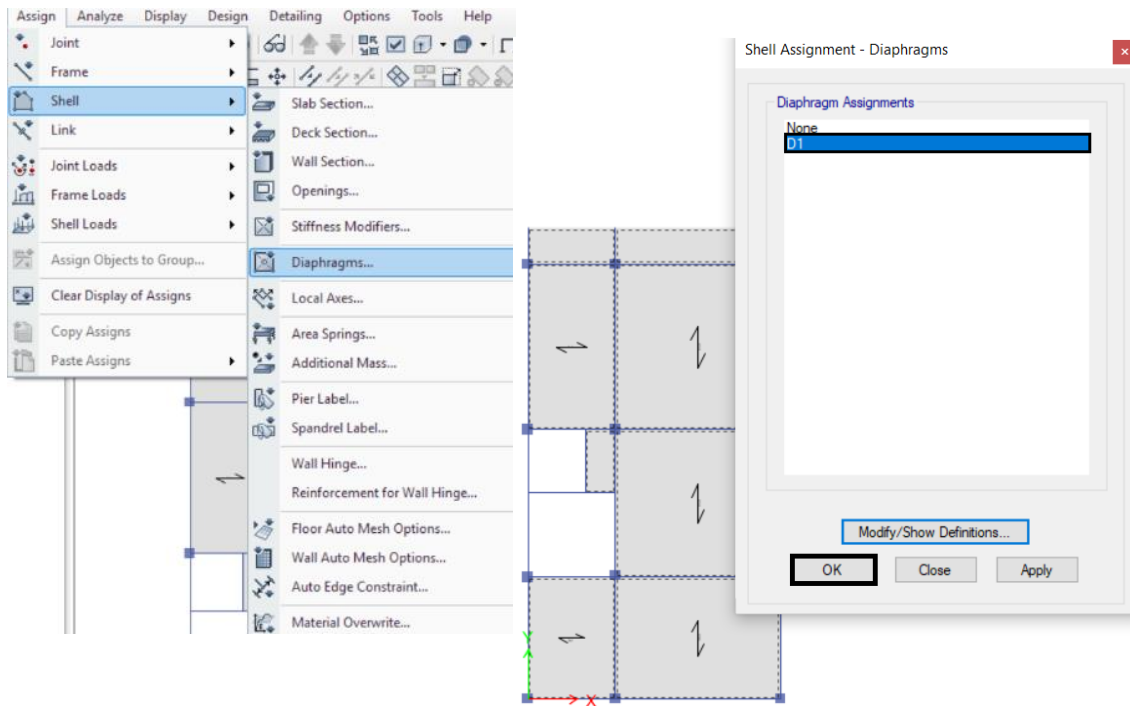 Assign Analyze Display Design Detailing Options Tools Help
Joint
Frame
Shell
Link
Joint Loads
Frame Loads
Shell Loads
Assign Objects to Group...
Clear Display of Assigns
Copy Assigns
Paste Assigns
Slab Section...
Deck Section...
Wall Section...
Openings...
Stiffness Modifiers...
Diaphragms...
Local Axes...
Area Springs...
Additional Mass...
Pier Label...
Spandrel Label...
Wall Hinge...
Reinforcement for Wall Hinge...
Floor Auto Mesh Options...
Wall Auto Mesh Options...
Auto Edge Constraint...
Material Overwrite...
Y
X
Shell Assignment - Diaphragms
Diaphragm Assignments
None
D1
Modify/Show Definitions...
OK Close Apply